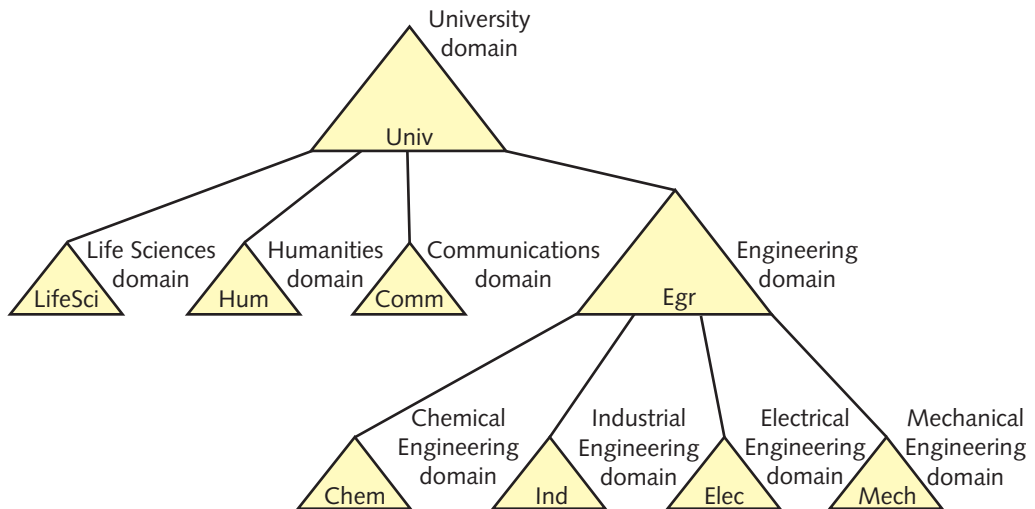 University
domain
Univ
Life Sciences
domain
LifeSci
Humanities
domain
Hum
Communications
domain
Comm
Engineering
domain
Egr
Chemical
Engineering
domain
Chem
Industrial
Engineering
domain
Ind
Electrical
Engineering
domain
Elec
Mechanical
Engineering
domain
Mech